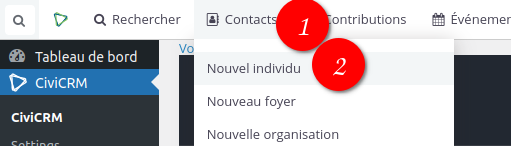 Rechercher Contacts Contributions Événemen
1
Tableau de bord Vo
Nouvel individu 2
CiviCRM
Nouveau foyer
CiviCRM
Nouvelle organisation
Settings